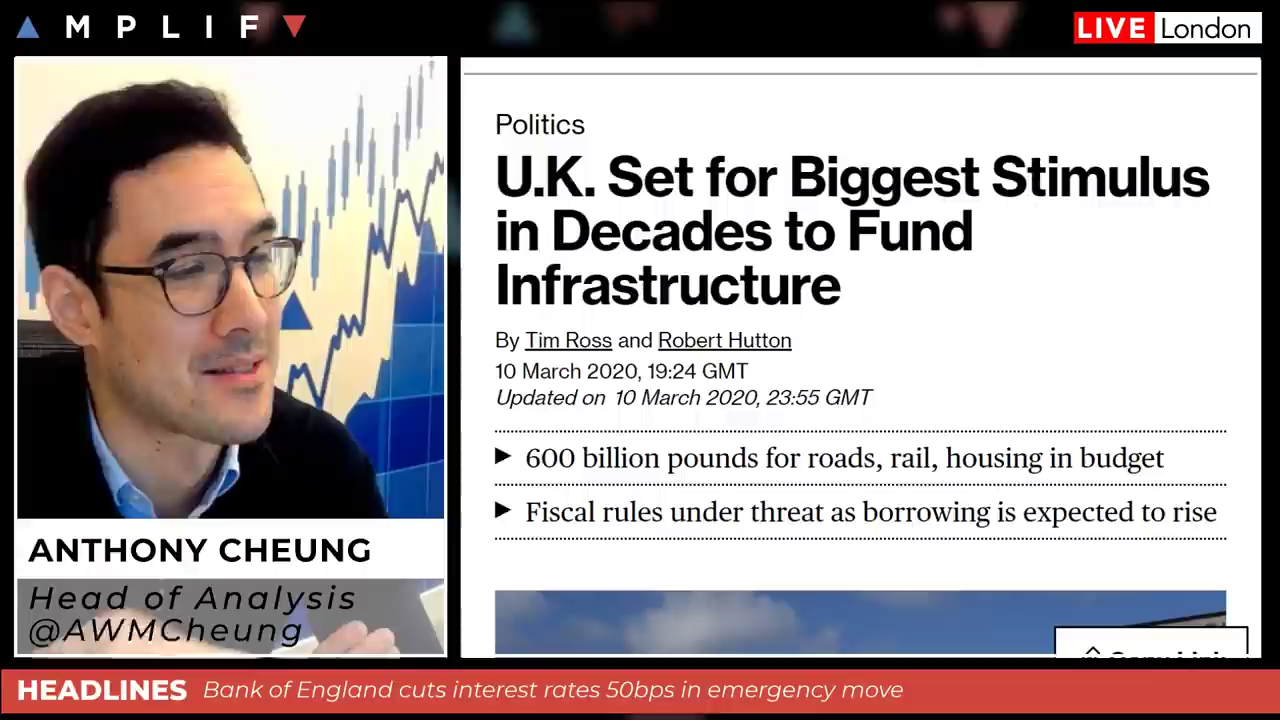 ▲ M P L I F ▼
LIVE London
Politics
U.K. Set for Biggest Stimulus
in Decades to Fund
Infrastructure
By Tim Ross and Robert Hutton
10 March 2020, 19:24 GMT
Updated on 10 March 2020, 23:55 GMT
► 600 billion pounds for roads, rail, housing in budget
► Fiscal rules under threat as borrowing is expected to rise
ANTHONY CHEUNG
Head of Analysis
@AWMCheung
HEADLINES Bank of England cuts interest rates 50bps in emergency move